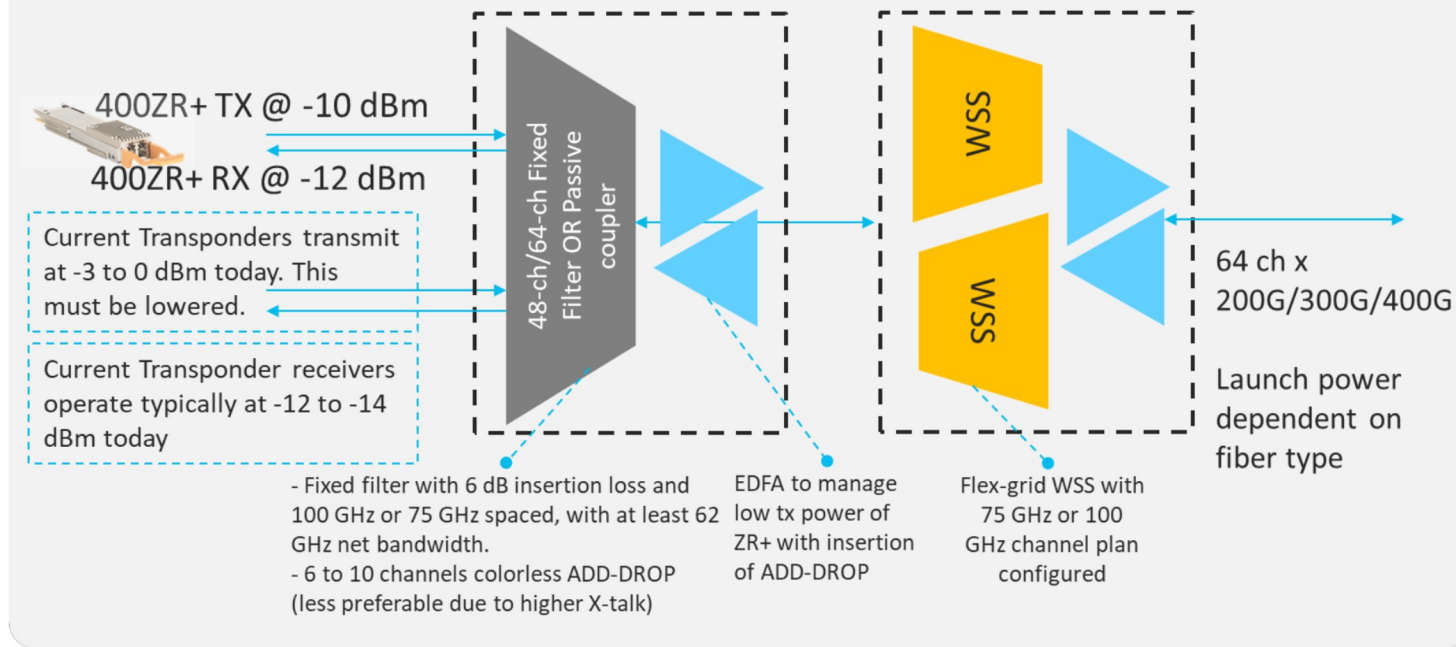 400ZR+ TX @ -10 dBm
400ZR+ RX @ -12 dBm
Current Transponders transmit
at -3 to 0 dBm today. This
must be lowered.
Current Transponder receivers
operate typically at -12 to -14
dBm today
48-ch/64-ch Fixed
Filter OR Passive
coupler
WSS
WSS
64 ch x
200G/300G/400G
Launch power
dependent on
fiber type
- Fixed filter with 6 dB insertion loss and
100 GHz or 75 GHz spaced, with at least 62
GHz net bandwidth.
- 6 to 10 channels colorless ADD-DROP
(less preferable due to higher X-talk)
EDFA to manage
low tx power of
ZR+ with insertion
of ADD-DROP
Flex-grid WSS with
75 GHz or 100
GHz channel plan
configured